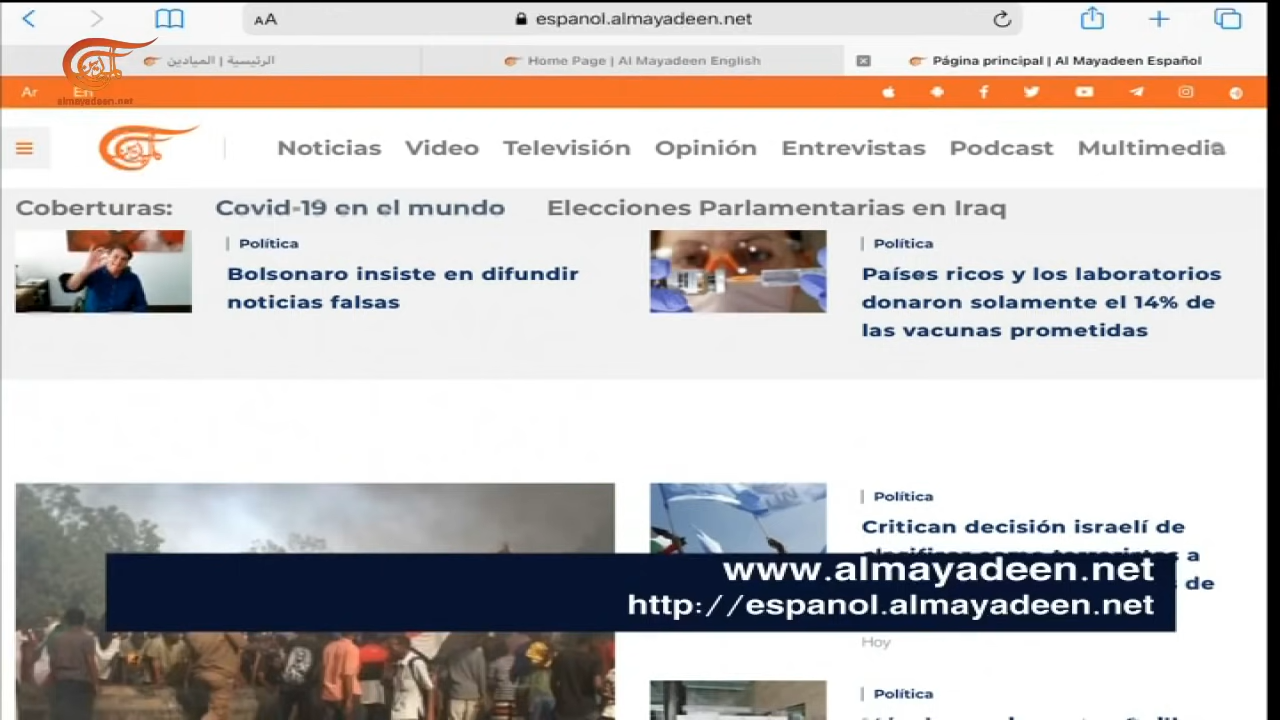 AA
espanol.almayadeen.net
الرئيسية | الميادين
Home Page | Al Mayadeen English
Página principal | Al Mayadeen Español
Ar
En
almayadeen.net
Noticias Video Televisión Opinión Entrevistas Podcast Multimedia
Coberturas: Covid-19 en el mundo Elecciones Parlamentarias en Iraq
Política
Bolsonaro insiste en difundir
noticias falsas
Política
Países ricos y los laboratorios
donaron solamente el 14% de
las vacunas prometidas
UN
Política
Critican decisión israelí de
a
de
www.almayadeen.net
http://espanol.almayadeen.net
Hoy
Política